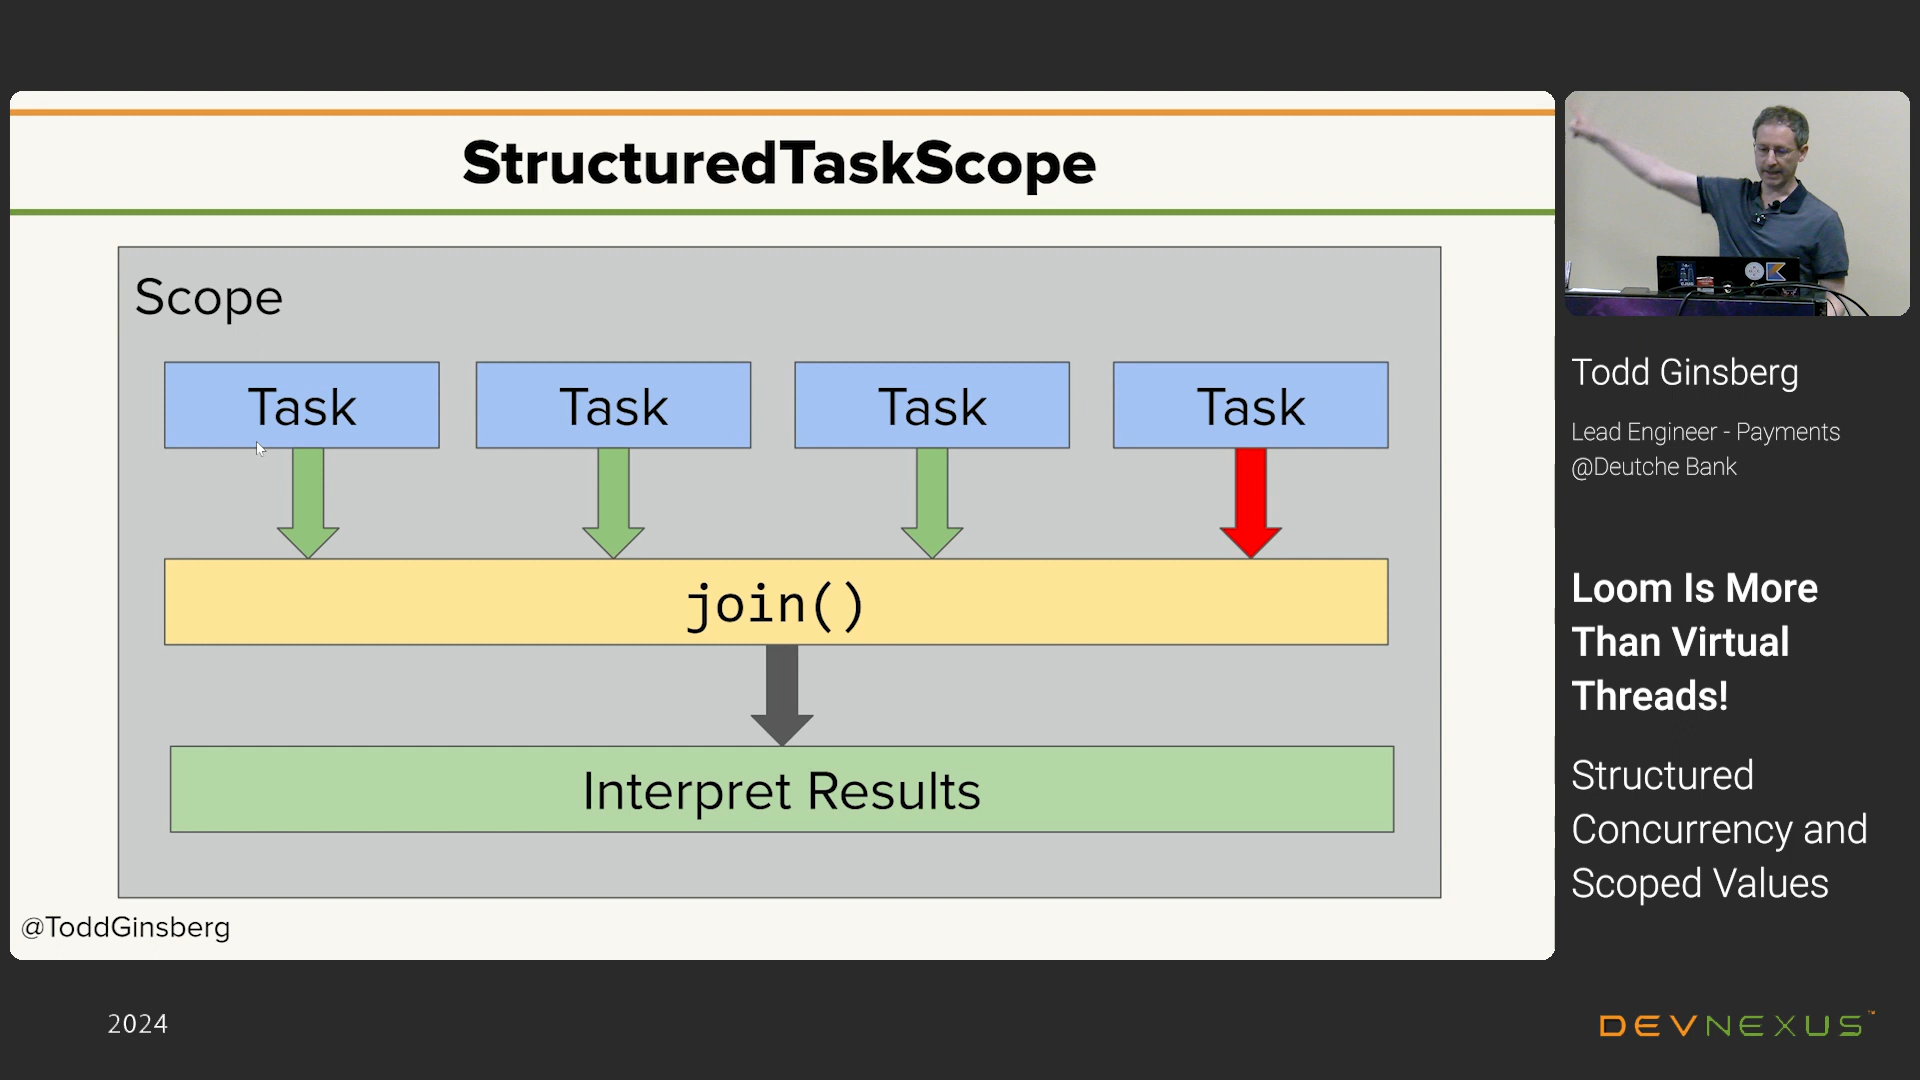 StructuredTaskScope
Scope
Task Task Task Task
join()
Interpret Results
@ToddGinsberg
Todd Ginsberg
Lead Engineer - Payments
@Deutche Bank
Loom Is More
Than Virtual
Threads!
Structured
Concurrency and
Scoped Values
2024
DEVNEXUS™